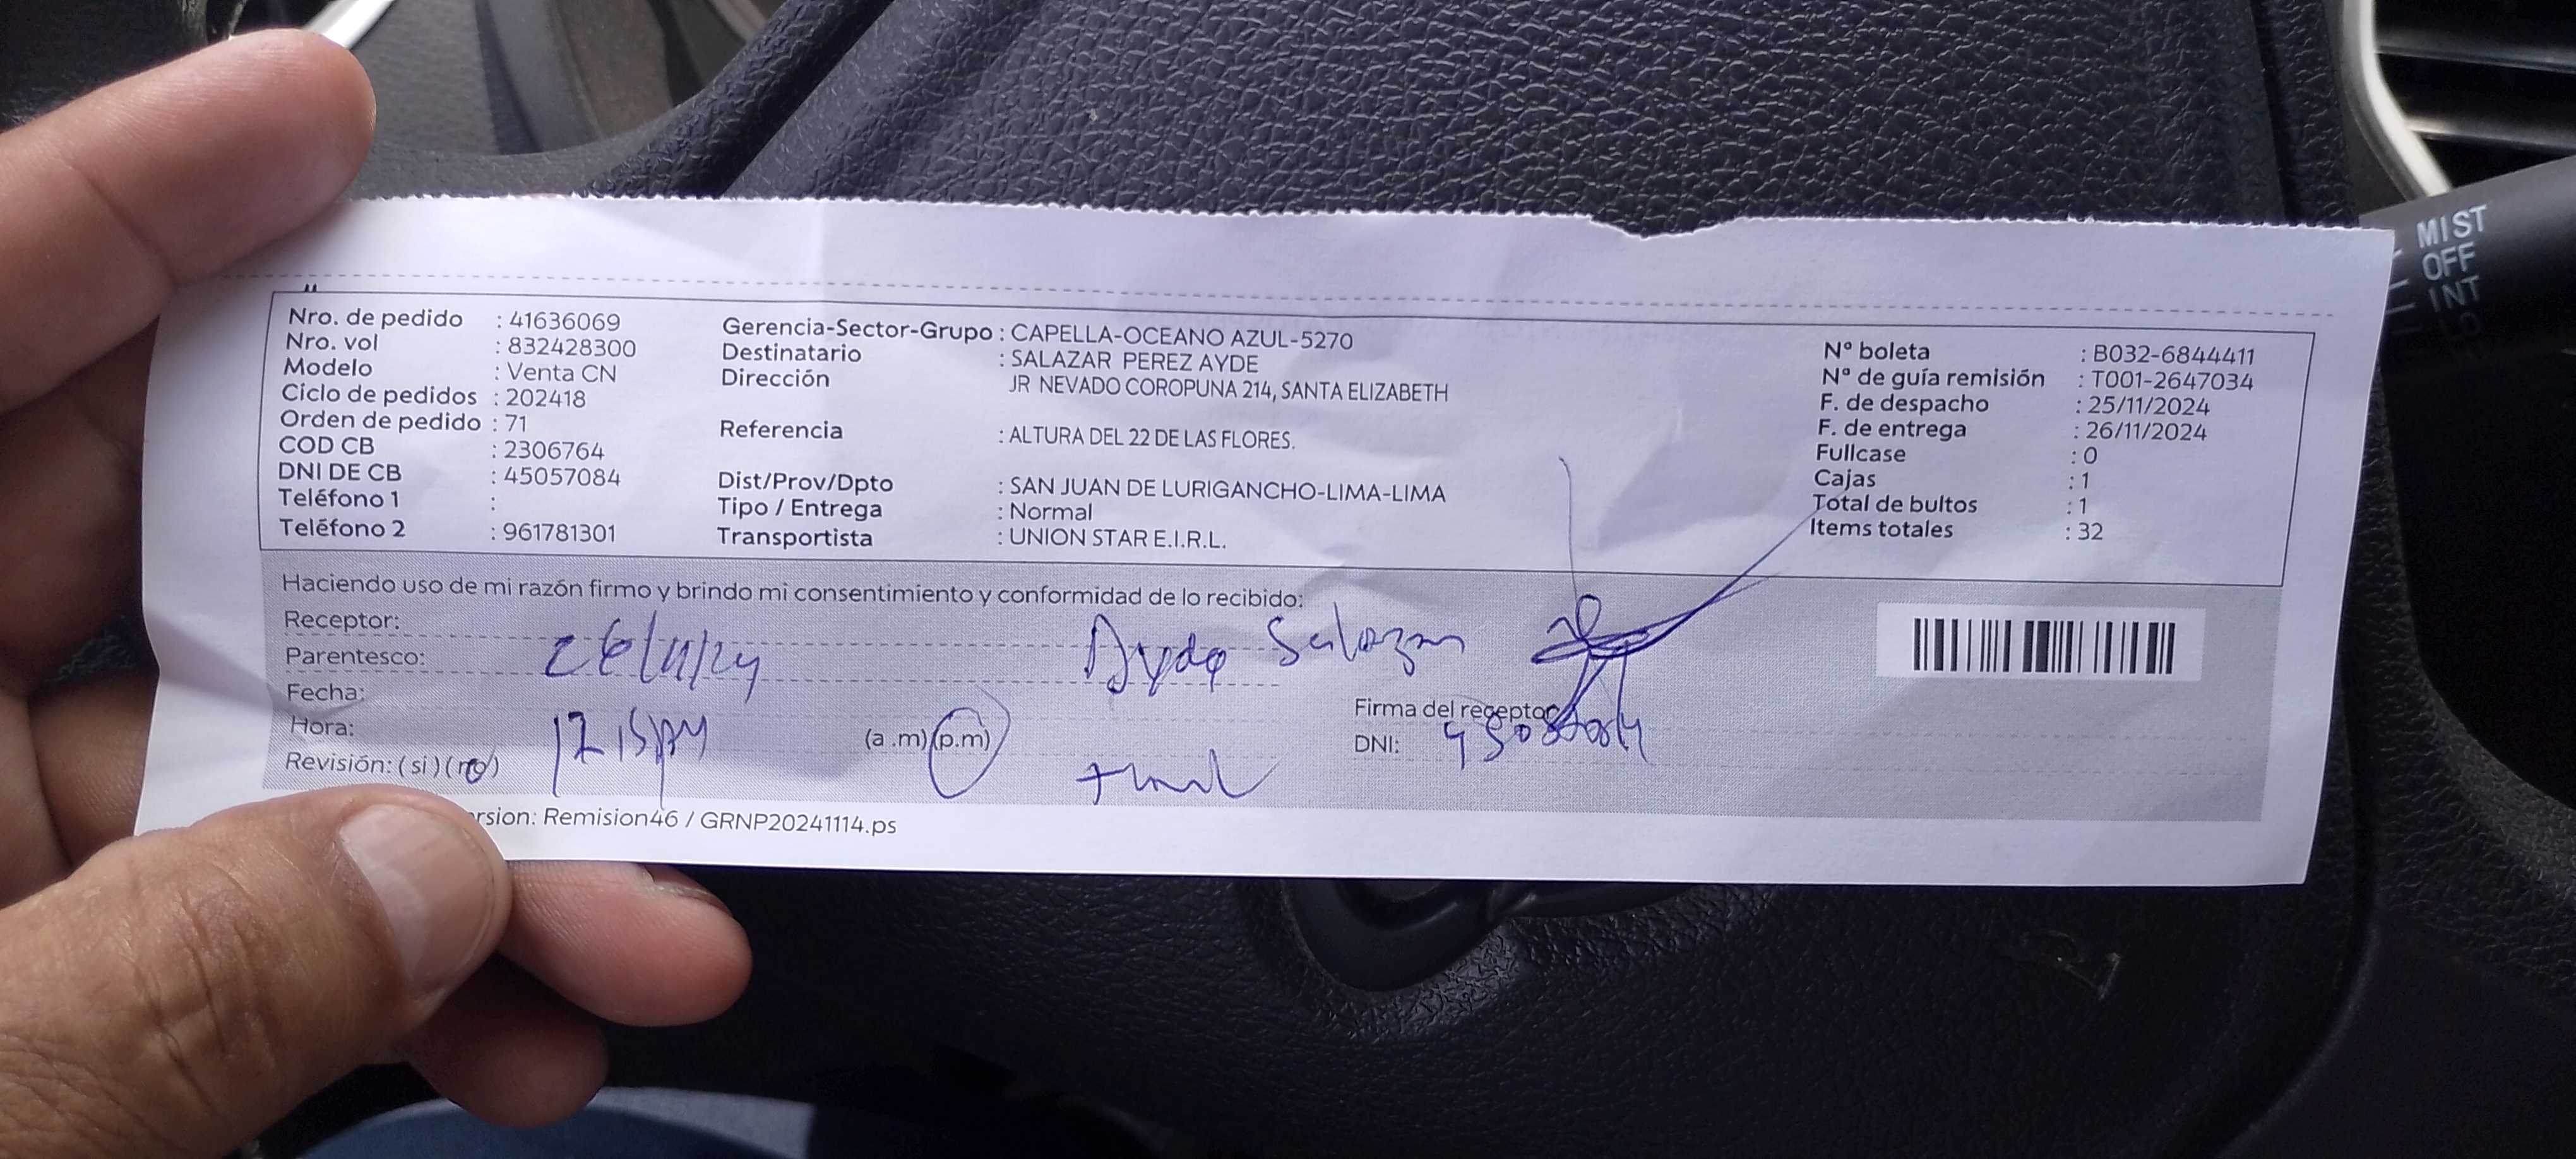 Nro. de pedido : 41636069
Nro. vol : 832428300
Modelo : Venta CN
Ciclo de pedidos : 202418
Orden de pedido : 71
COD CB : 2306764
DNI DE CB : 45057084
Teléfono 1 :
Teléfono 2 : 961781301
Gerencia-Sector-Grupo : CAPELLA-OCEANO AZUL-5270
Destinatario : SALAZAR PEREZ AYDE
Dirección JR NEVADO COROPUNA 214, SANTA ELIZABETH
Referencia : ALTURA DEL 22 DE LAS FLORES.
Dist/Prov/Dpto : SAN JUAN DE LURIGANCHO-LIMA-LIMA
Tipo / Entrega : Normal
Transportista : UNION STAR E.I.R.L.
N° boleta : B032-6844411
N° de guía remisión : T001-2647034
F. de despacho : 25/11/2024
F. de entrega : 26/11/2024
Fullcase : 0
Cajas : 1
Total de bultos : 1
Items totales : 32
Haciendo uso de mi razón firmo y brindo mi consentimiento y conformidad de lo recibido:
Receptor:
Parentesco: 26/11/24 Ayde Salazar
Fecha:
Hora: (a .m) (p.m)
Revisión: (si) (no)
Firma del receptor
DNI:
rsion: Remision46 / GRNP20241114.ps
MIST
OFF
INT
LO